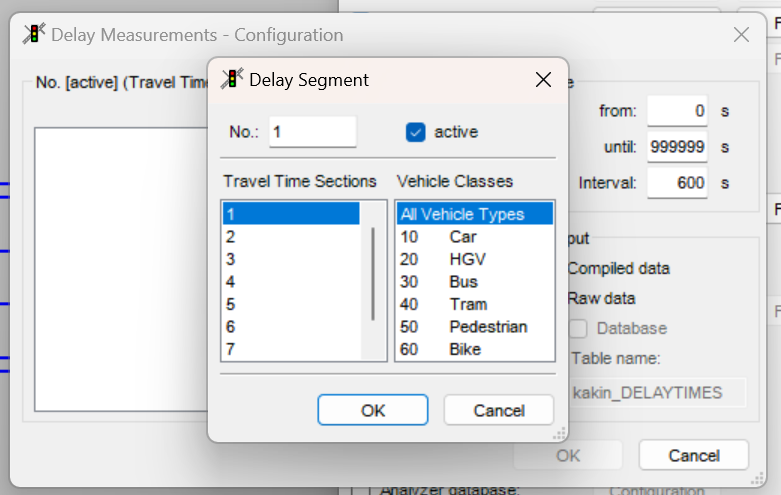 Delay Measurements - Configuration
No. [active] (Travel Tim
Delay Segment
No.: 1
active
Travel Time Sections
Vehicle Classes
1
2
3
4
5
6
7
All Vehicle Types
10 Car
20 HGV
30 Bus
40 Tram
50 Pedestrian
60 Bike
OK
Cancel
from: 0 s
until: 999999 s
Interval: 600 s
Compiled data
Raw data
Database
Table name:
kakin_DELAYTIMES
OK
Cancel
Analyzer database:
Configuration